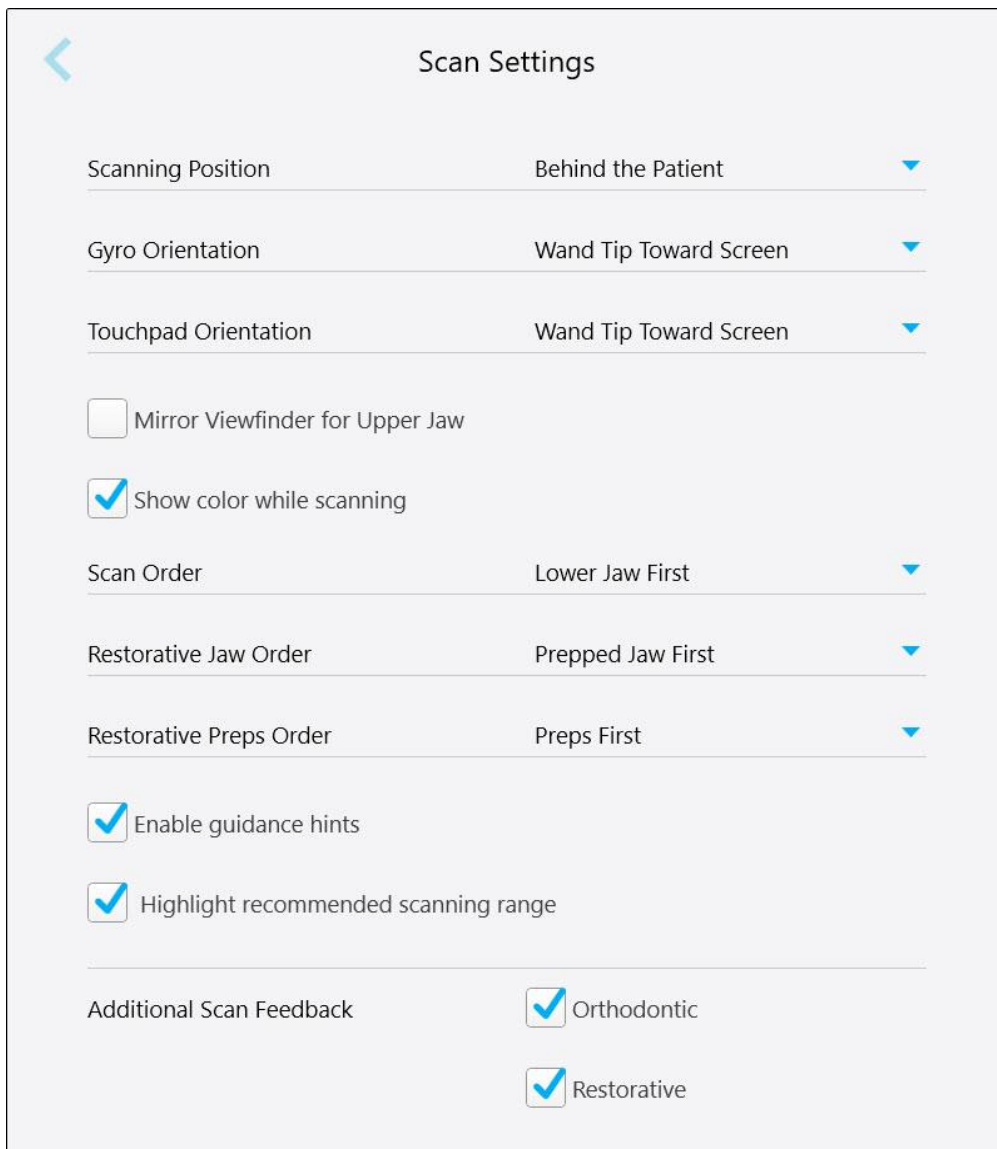 Scan Settings
Scanning Position Behind the Patient
Gyro Orientation Wand Tip Toward Screen
Touchpad Orientation Wand Tip Toward Screen
Mirror Viewfinder for Upper Jaw
Show color while scanning
Scan Order Lower Jaw First
Restorative Jaw Order Prepped Jaw First
Restorative Preps Order Preps First
Enable guidance hints
Highlight recommended scanning range
Additional Scan Feedback Orthodontic
Restorative